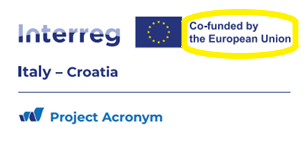 Interreg
Co-funded by
the European Union
Italy – Croatia
Project Acronym